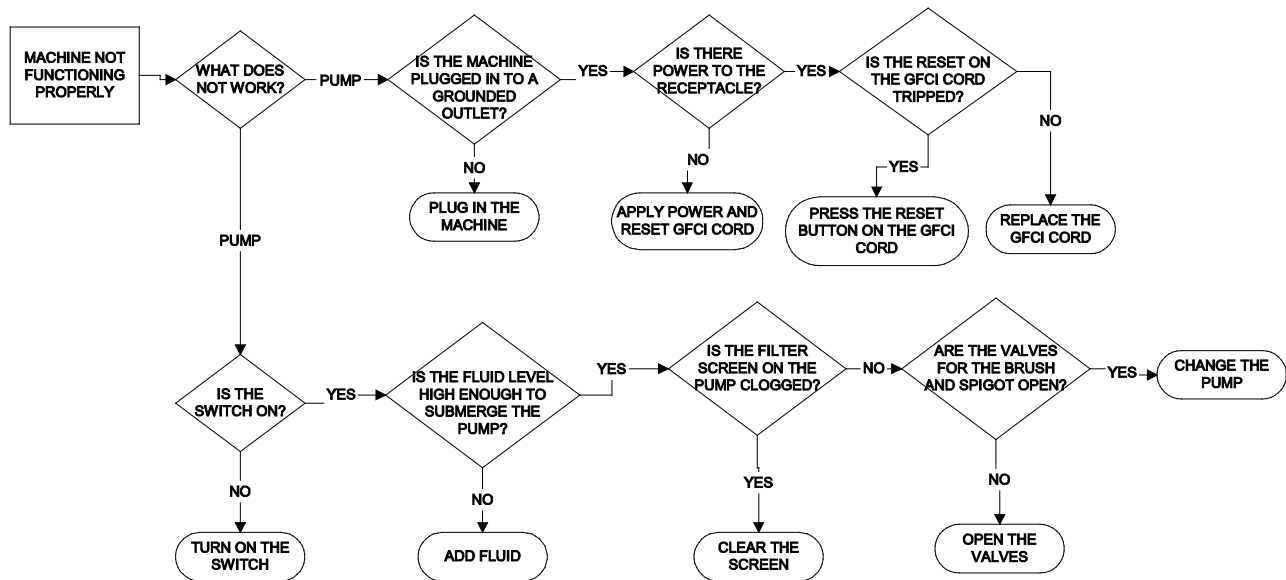 MACHINE NOT
FUNCTIONING
PROPERLY
WHAT DOES
NOT WORK?
PUMP
IS THE MACHINE
PLUGGED IN TO A
GROUNDED
OUTLET?
YES
IS THERE
POWER TO THE
RECEPTACLE?
YES
IS THE RESET ON
THE GFCI CORD
TRIPPED?
NO
NO
NO
YES
PLUG IN THE
MACHINE
APPLY POWER AND
RESET GFCI CORD
PRESS THE RESET
BUTTON ON THE GFCI
CORD
REPLACE THE
GFCI CORD
PUMP
IS THE
SWITCH ON?
YES
IS THE FLUID LEVEL
HIGH ENOUGH TO
SUBMERGE THE
PUMP?
YES
IS THE FILTER
SCREEN ON THE
PUMP CLOGGED?
NO
ARE THE VALVES
FOR THE BRUSH
AND SPIGOT OPEN?
YES
CHANGE THE
PUMP
NO
NO
YES
NO
TURN ON THE
SWITCH
ADD FLUID
CLEAR THE
SCREEN
OPEN THE
VALVES